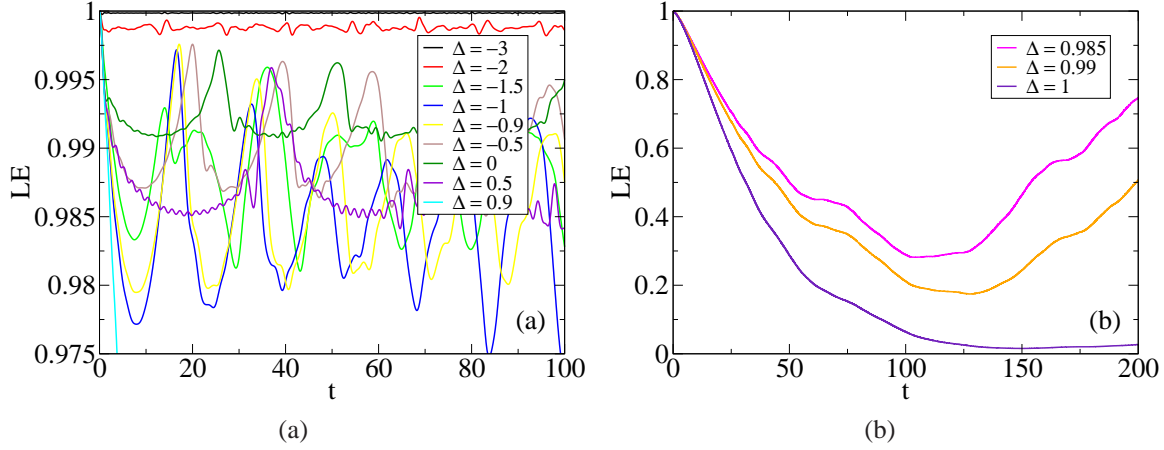 1
0.995
0.99
0.985
0.98
0.975
LE
Δ = −3
Δ = −2
Δ = −1.5
Δ = −1
Δ = −0.9
Δ = −0.5
Δ = 0
Δ = 0.5
Δ = 0.9
(a)
0 20 40 60 80 100
t
(a)
1
0.8
0.6
0.4
0.2
0
LE
Δ = 0.985
Δ = 0.99
Δ = 1
(b)
0 50 100 150 200
t
(b)